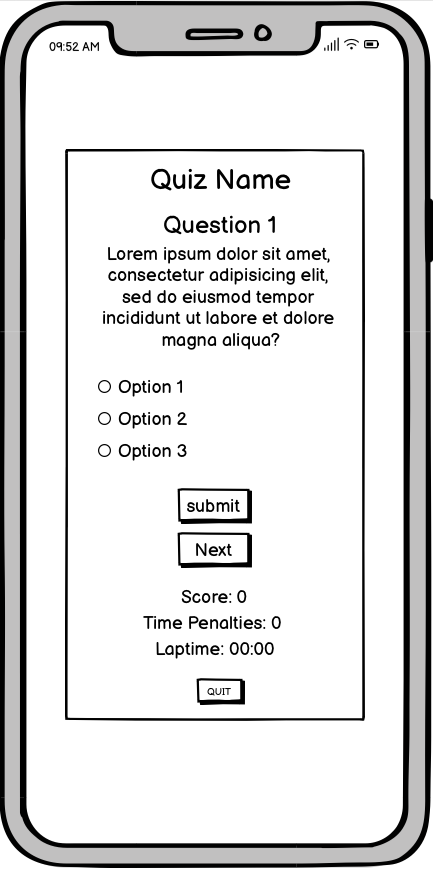 09:52 AM
Quiz Name
Question 1
Lorem ipsum dolor sit amet,
consectetur adipisicing elit,
sed do eiusmod tempor
incididunt ut labore et dolore
magna aliqua?
Option 1
Option 2
Option 3
submit
Next
Score: 0
Time Penalties: 0
Laptime: 00:00
QUIT